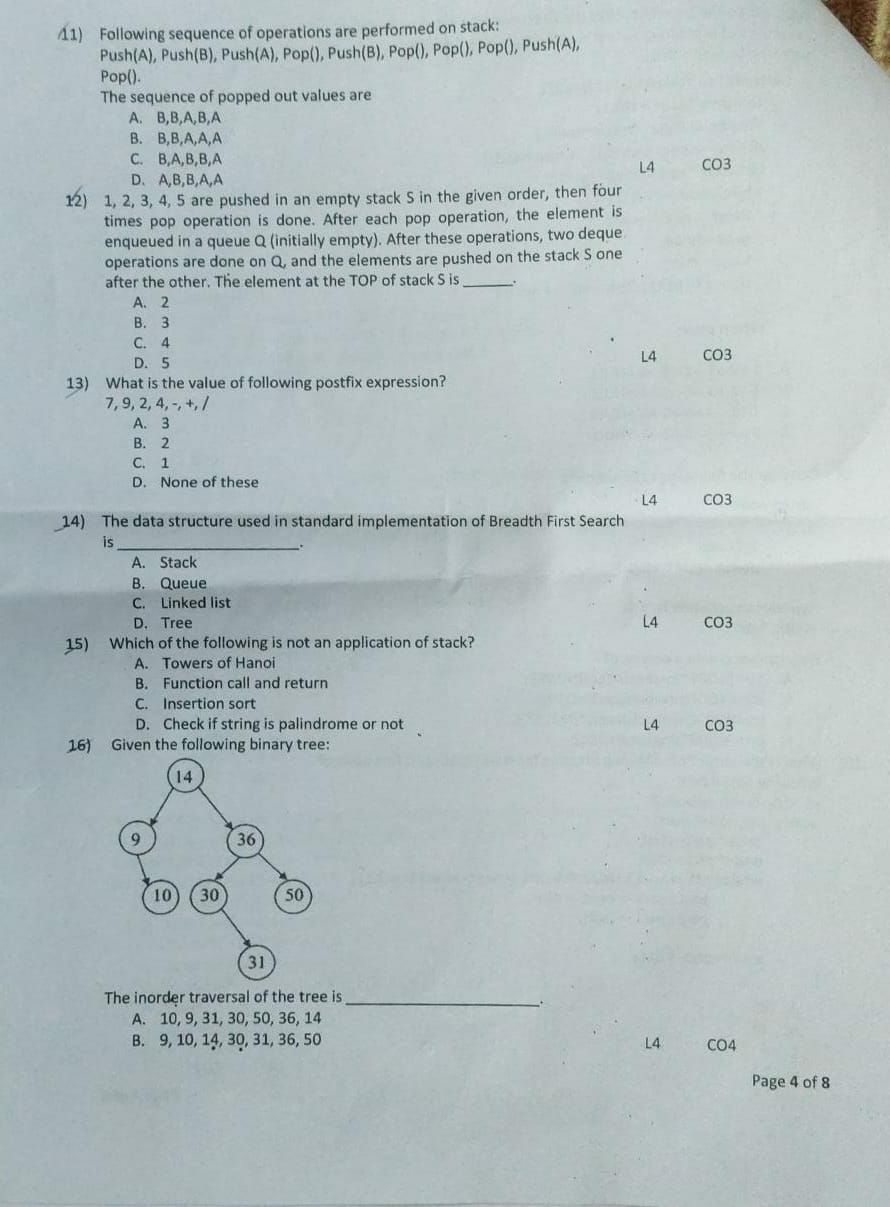 11) Following sequence of operations are performed on stack:
Push(A), Push(B), Push(A), Pop(), Push(B), Pop(), Pop(), Pop(), Push(A),
Pop().
The sequence of popped out values are
A. B,B,A,B,A
B. B,B,A,A,A
C. B,A,B,B,A
D. A,B,B,A,A L4 CO3
12) 1, 2, 3, 4, 5 are pushed in an empty stack S in the given order, then four
times pop operation is done. After each pop operation, the element is
enqueued in a queue Q (initially empty). After these operations, two deque
operations are done on Q, and the elements are pushed on the stack S one
after the other. The element at the TOP of stack S is ______.
A. 2
B. 3
C. 4
D. 5 L4 CO3
13) What is the value of following postfix expression?
7, 9, 2, 4, -, +, /
A. 3
B. 2
C. 1
D. None of these
L4 CO3
14) The data structure used in standard implementation of Breadth First Search
is ____________________.
A. Stack
B. Queue
C. Linked list
D. Tree L4 CO3
15) Which of the following is not an application of stack?
A. Towers of Hanoi
B. Function call and return
C. Insertion sort
D. Check if string is palindrome or not L4 CO3
16) Given the following binary tree:
14
9 36
10 30 50
31
The inorder traversal of the tree is ____________________.
A. 10, 9, 31, 30, 50, 36, 14
B. 9, 10, 14, 30, 31, 36, 50 L4 CO4
Page 4 of 8